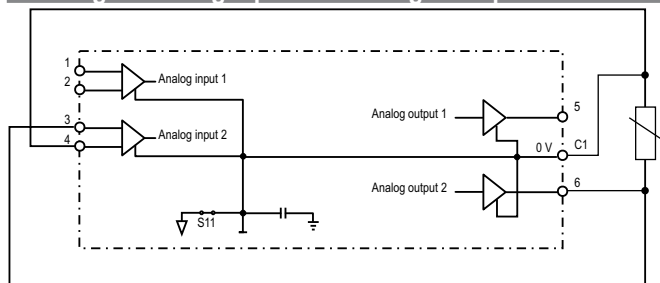 1
2
Analog input 1
3
4
Analog input 2
S11
Analog output 1
5
0 V
C1
Analog output 2
6